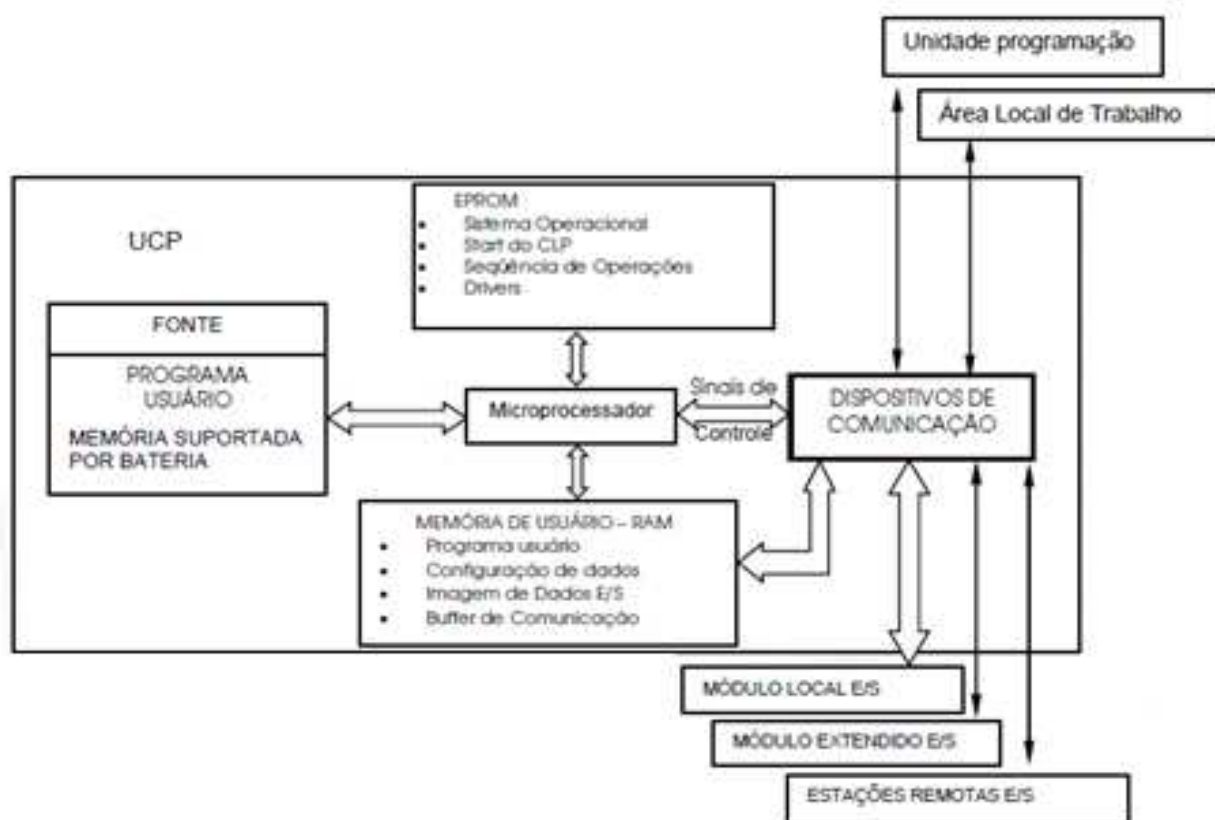 Unidade programação
Área Local de Trabalho
UCP
EPROM
• Sistema Operacional
• Start do CLP
• Seqüência de Operações
• Drivers
FONTE
PROGRAMA
USUÁRIO
MEMÓRIA SUPORTADA
POR BATERIA
Microprocessador
Sinais de
Controle
DISPOSITIVOS DE
COMUNICAÇÃO
MEMÓRIA DE USUÁRIO – RAM
• Programa usuário
• Configuração de dados
• Imagem de Dados E/S
• Buffer de Comunicação
MÓDULO LOCAL E/S
MÓDULO EXTENDIDO E/S
ESTAÇÕES REMOTAS E/S